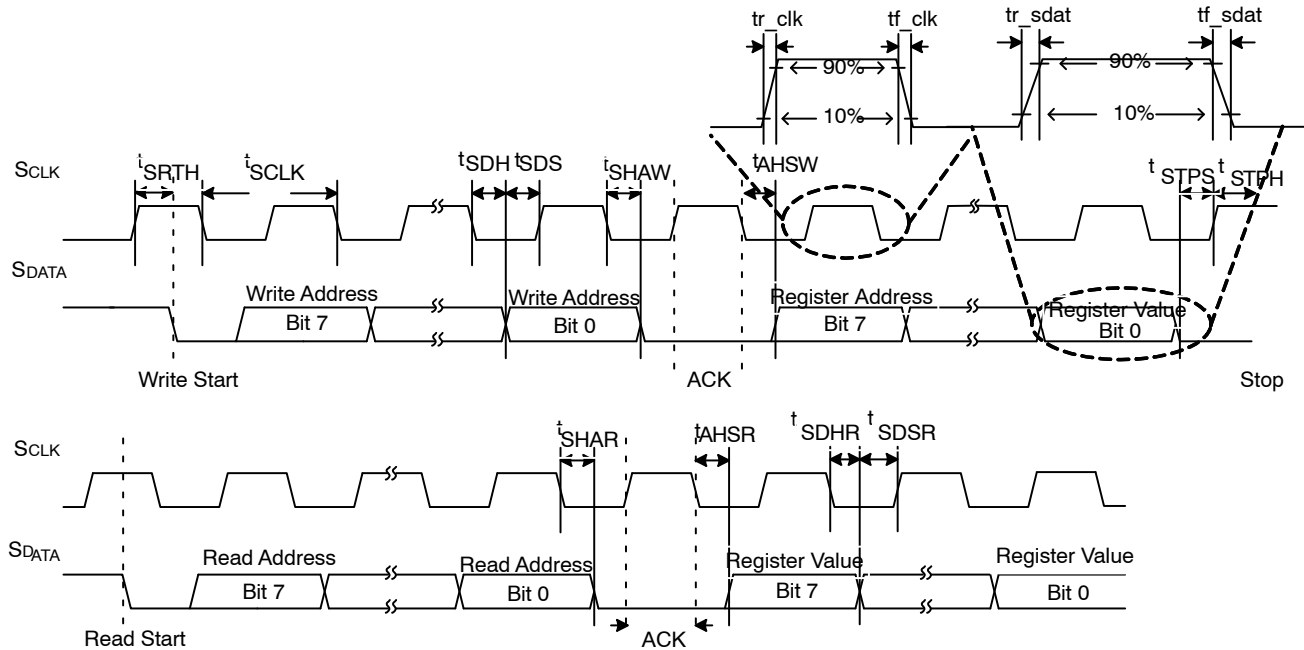 tr_clk tf_clk tr_sdat tf_sdat
90% 90%
10% 10%
SCLK tSRTH tSCLK tSDH tSDS tSHAW tAHSW tSTPS tSTPH
SDATA
Write Address Write Address Register Address Register Value
Bit 7 Bit 0 Bit 7 Bit 0
Write Start ACK Stop
SCLK tSHAR tAHSR tSDHR tSDSR
SDATA
Read Address Read Address Register Value Register Value
Bit 7 Bit 0 Bit 7 Bit 0
Read Start ACK